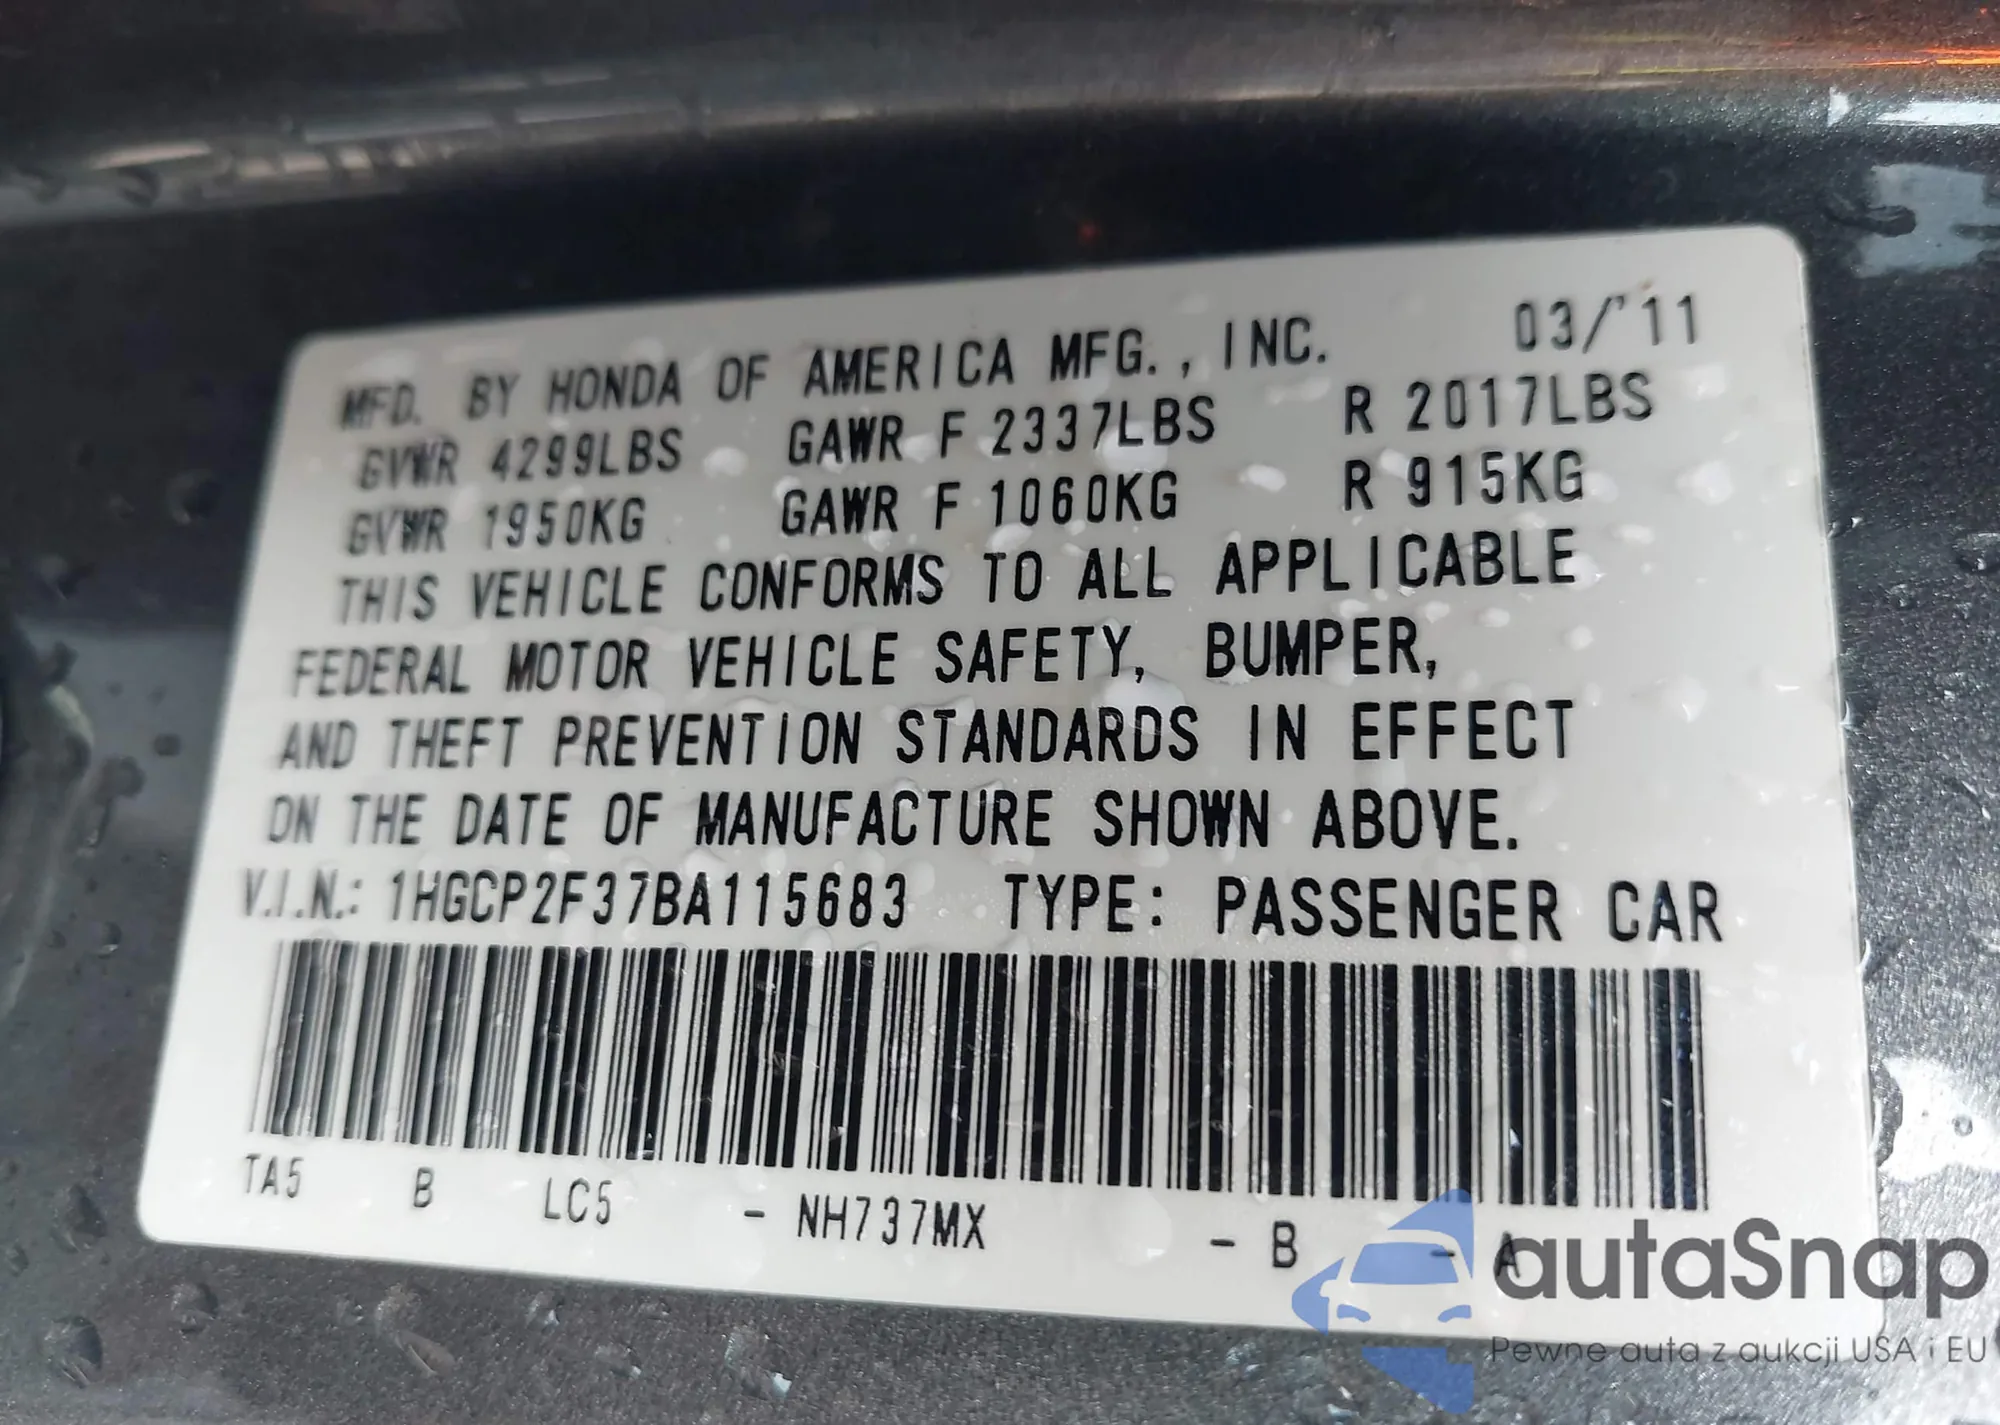 MFD. BY HONDA OF AMERICA MFG., INC. 03/'11
GVWR 4299LBS GAWR F 2337LBS R 2017LBS
GVWR 1950KG GAWR F 1060KG R 915KG
THIS VEHICLE CONFORMS TO ALL APPLICABLE
FEDERAL MOTOR VEHICLE SAFETY, BUMPER,
AND THEFT PREVENTION STANDARDS IN EFFECT
ON THE DATE OF MANUFACTURE SHOWN ABOVE.
V.I.N.: 1HGCP2F37BA115683 TYPE: PASSENGER CAR
TA5 B LC5 - NH737MX - B - A
autaSnap
Pewne auta z aukcji USA i EU